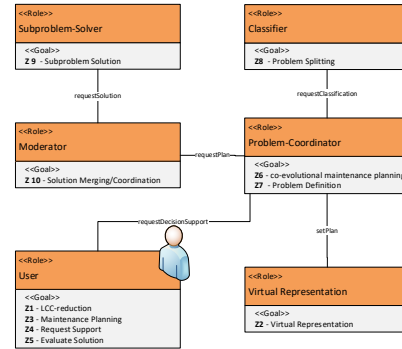 <<Role>>
Subproblem-Solver
<<Goal>>
Z 9 - Subproblem Solution
<<Role>>
Classifier
<<Goal>>
Z8 - Problem Splitting
requestSolution
requestClassification
<<Role>>
Moderator
<<Goal>>
Z 10 - Solution Merging/Coordination
requestPlan
<<Role>>
Problem-Coordinator
<<Goal>>
Z6 - co-evolutional maintenance planning
Z7 - Problem Definition
requestDecisionSupport
setPlan
<<Role>>
User
<<Goal>>
Z1 - LCC-reduction
Z3 - Maintenance Planning
Z4 - Request Support
Z5 - Evaluate Solution
<<Role>>
Virtual Representation
<<Goal>>
Z2 - Virtual Representation